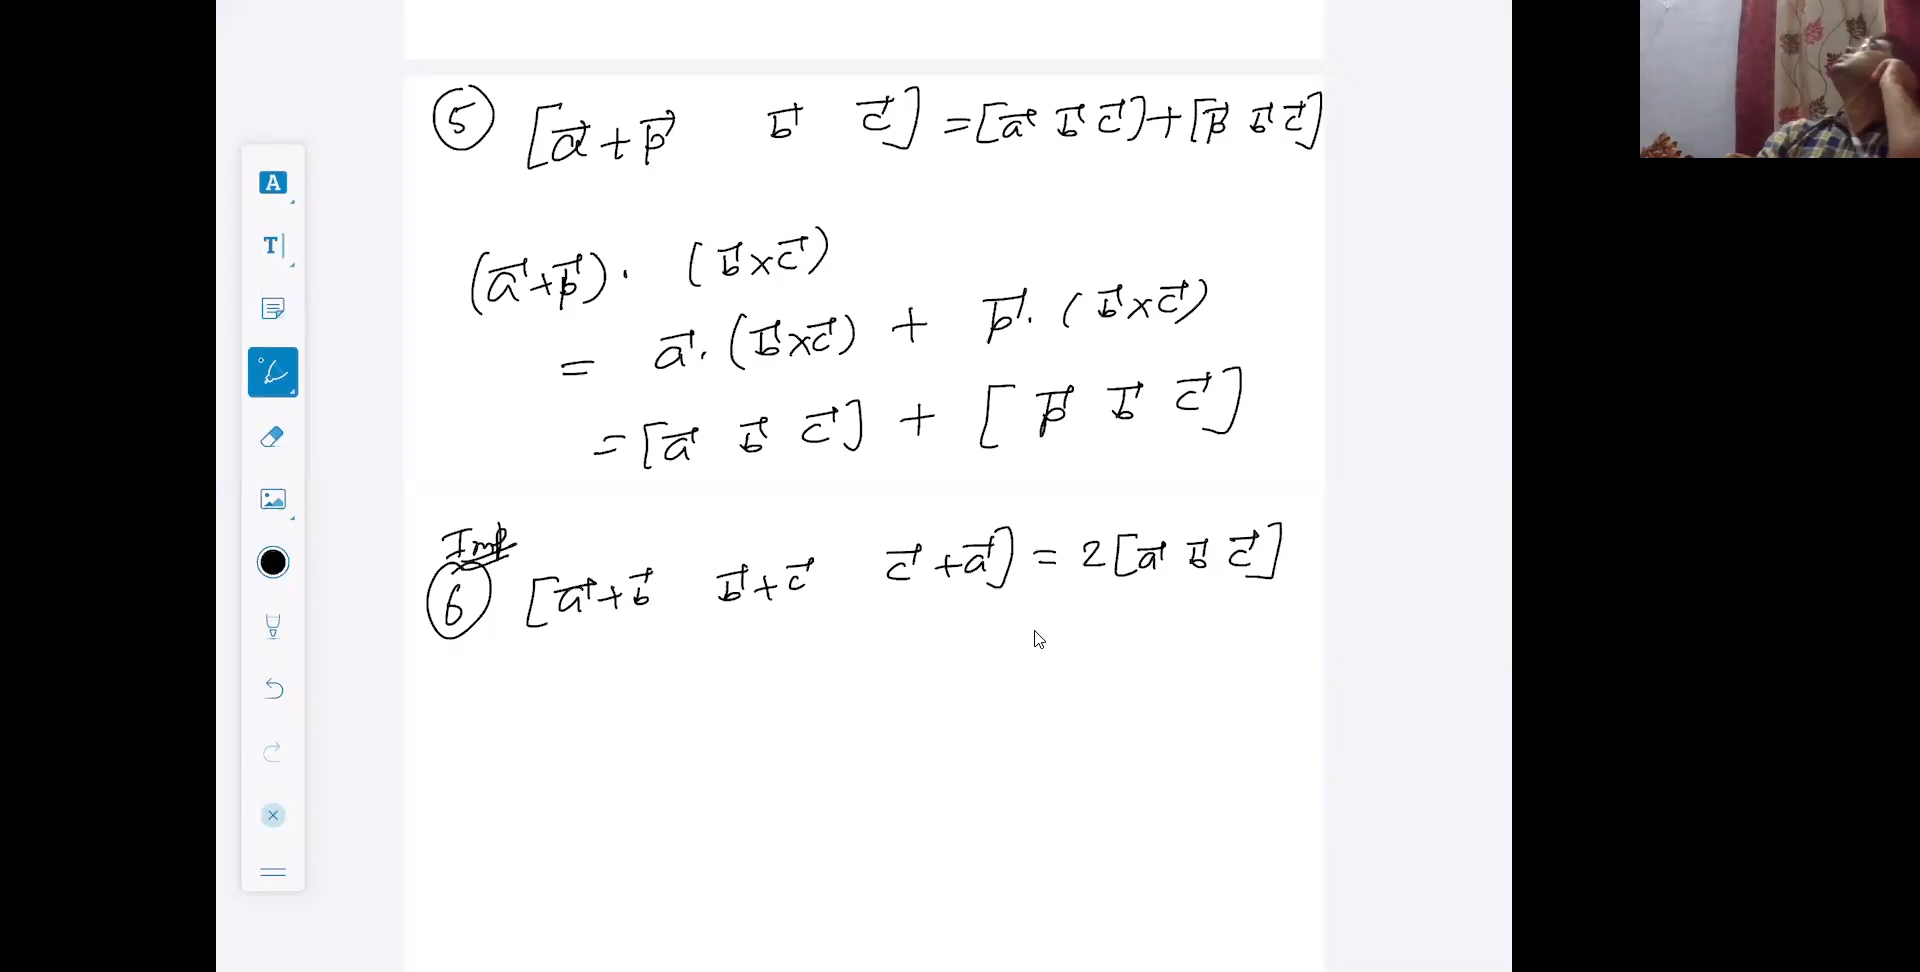 ⑤ [a⃗+p⃗ b⃗ c⃗] = [a⃗ b⃗ c⃗] + [p⃗ b⃗ c⃗]
(a⃗+p⃗)· (b⃗×c⃗)
= a⃗·(b⃗×c⃗) + p⃗·(b⃗×c⃗)
= [a⃗ b⃗ c⃗] + [p⃗ b⃗ c⃗]
Imp
⑥ [a⃗+b⃗ b⃗+c⃗ c⃗+a⃗] = 2[a⃗ b⃗ c⃗]
A
T